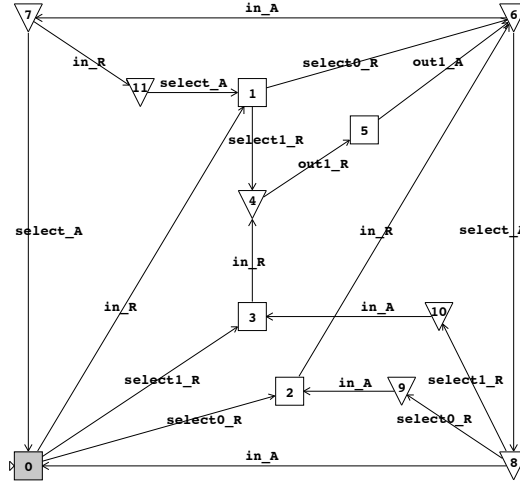 in_A
7
6
in_R
select0_R
out1_A
11
select_A
1
5
select1_R
out1_R
4
select_A
in_R
select_A
in_R
in_R
3
in_A
10
select1_R
2
in_A
9
select1_R
select0_R
select0_R
0
in_A
8